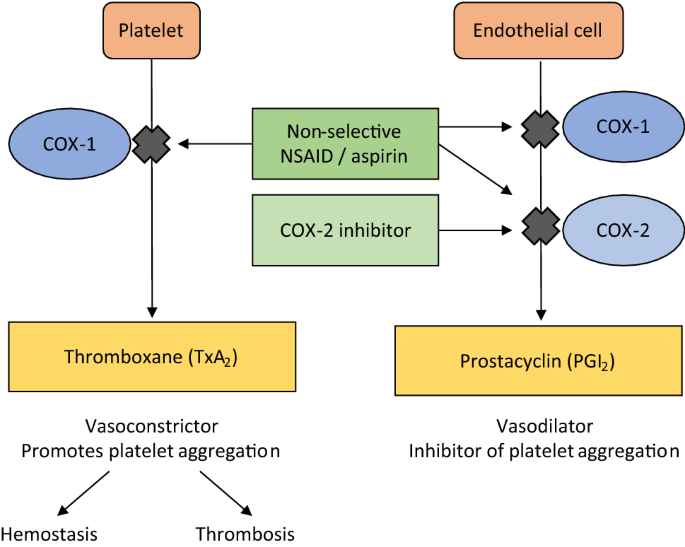 Platelet
Endothelial cell
COX-1
Non-selective
NSAID / aspirin
COX-1
COX-2 inhibitor
COX-2
Thromboxane (TxA₂)
Prostacyclin (PGI₂)
Vasoconstrictor
Promotes platelet aggregation
Vasodilator
Inhibitor of platelet aggregation
Hemostasis
Thrombosis